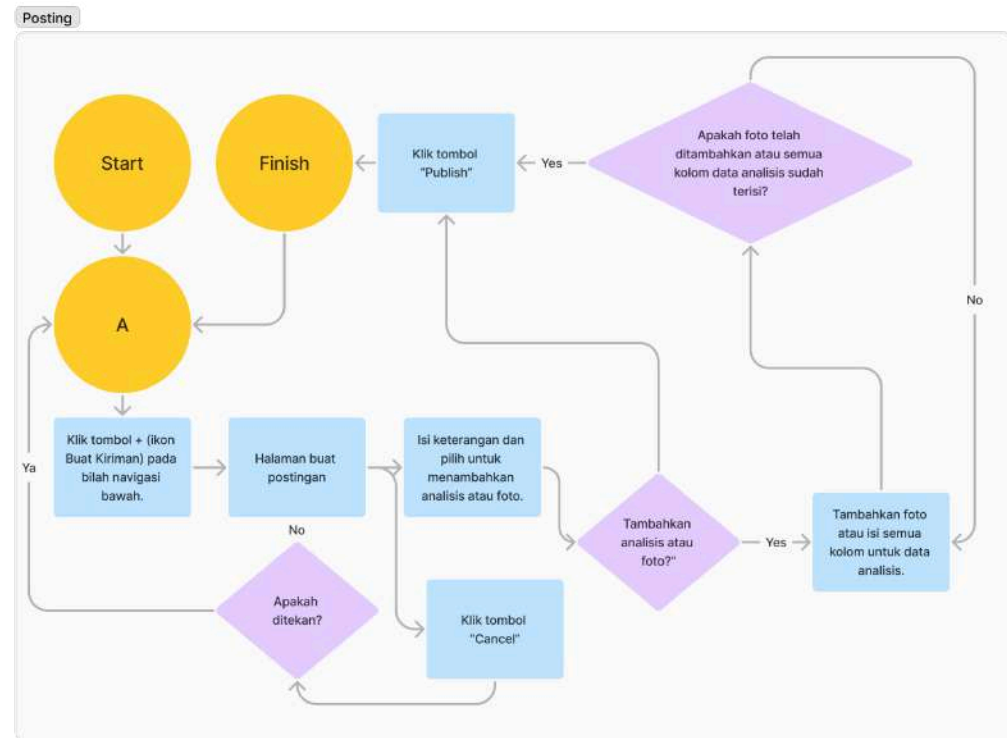 Posting
Start
Finish
Klik tombol
"Publish"
Yes
Apakah foto telah
ditambahkan atau semua
kolom data analisis sudah
terisi?
No
A
Ya
Klik tombol + (ikon
Buat Kiriman) pada
bilah navigasi
bawah.
Halaman buat
postingan
Isi keterangan dan
pilih untuk
menambahkan
analisis atau foto.
Tambahkan
analisis atau
foto?"
Yes
Tambahkan foto
atau isi semua
kolom untuk data
analisis.
No
Apakah
ditekan?
Klik tombol
"Cancel"